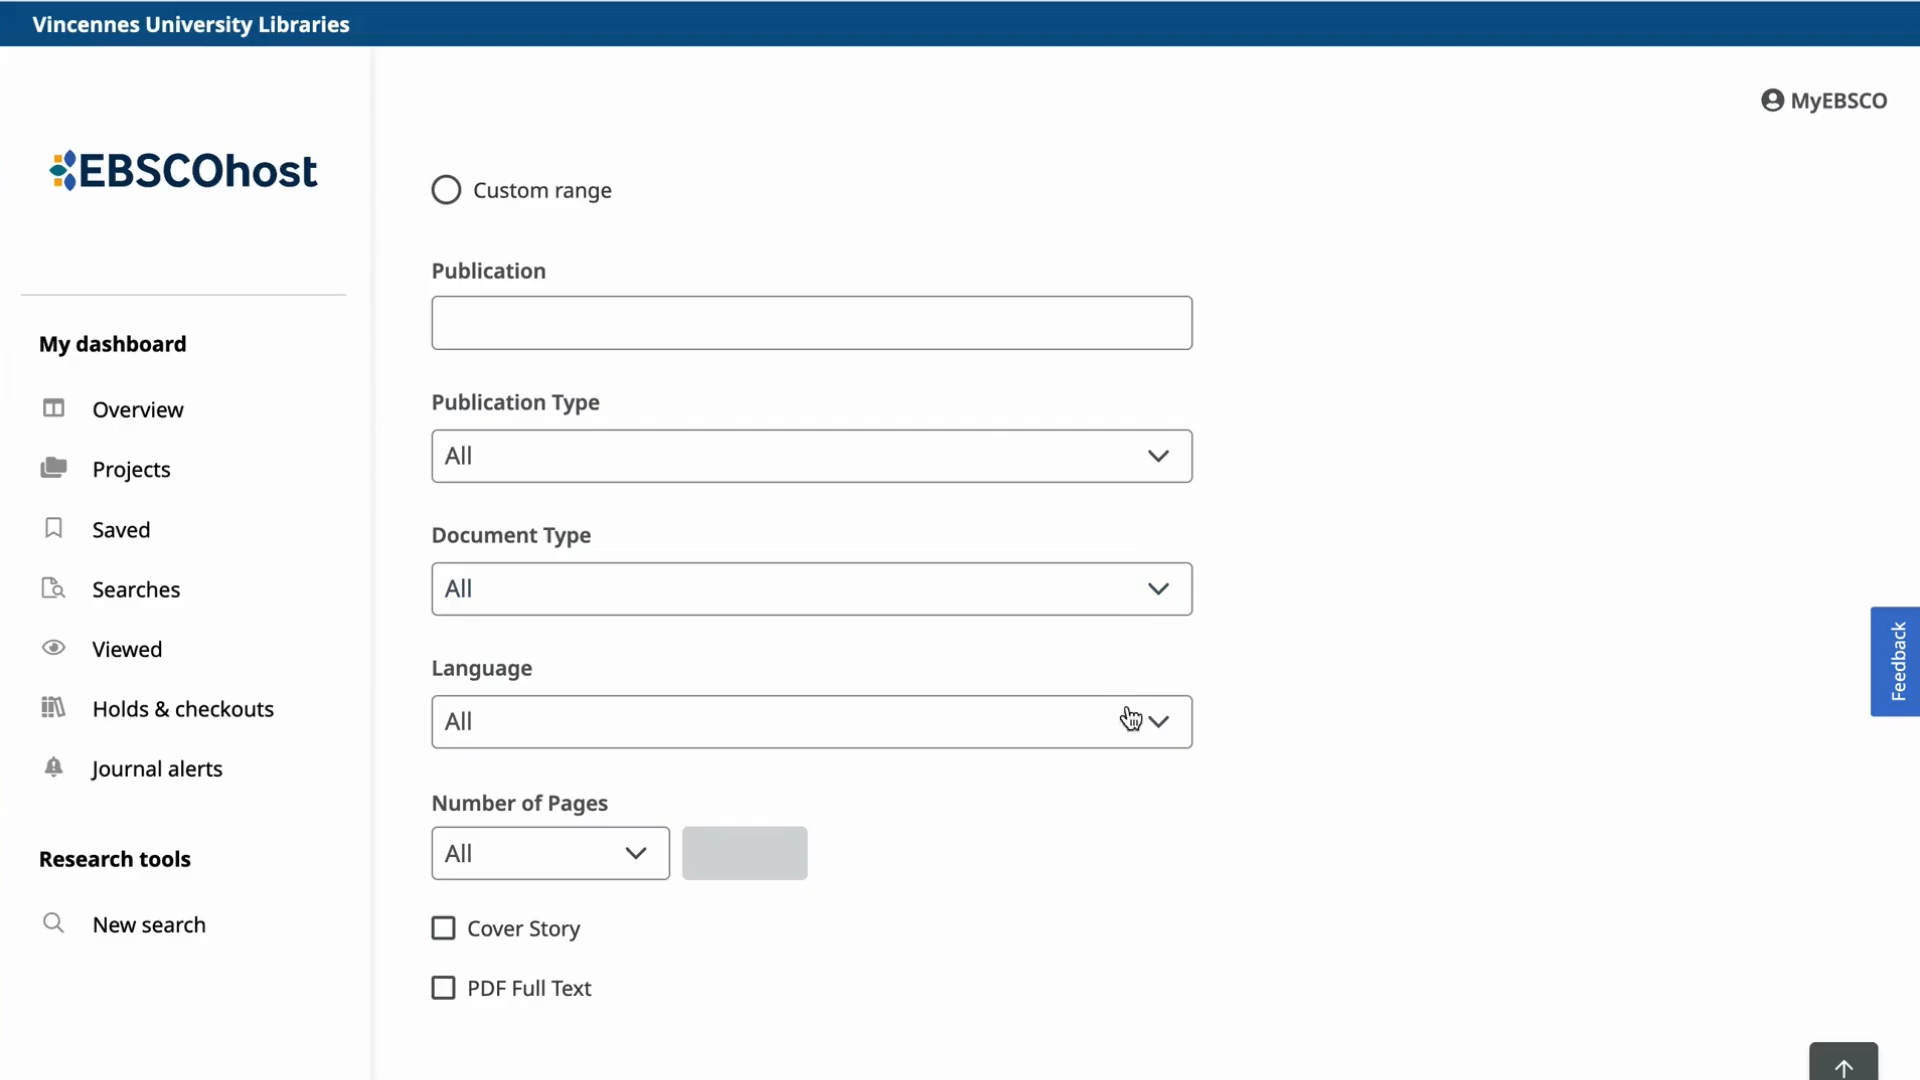 Vincennes University Libraries
MyEBSCO
EBSCOhost
My dashboard
Overview
Projects
Saved
Searches
Viewed
Holds & checkouts
Journal alerts
Research tools
New search
Custom range
Publication
Publication Type
All
Document Type
All
Language
All
Number of Pages
All
Cover Story
PDF Full Text
Feedback